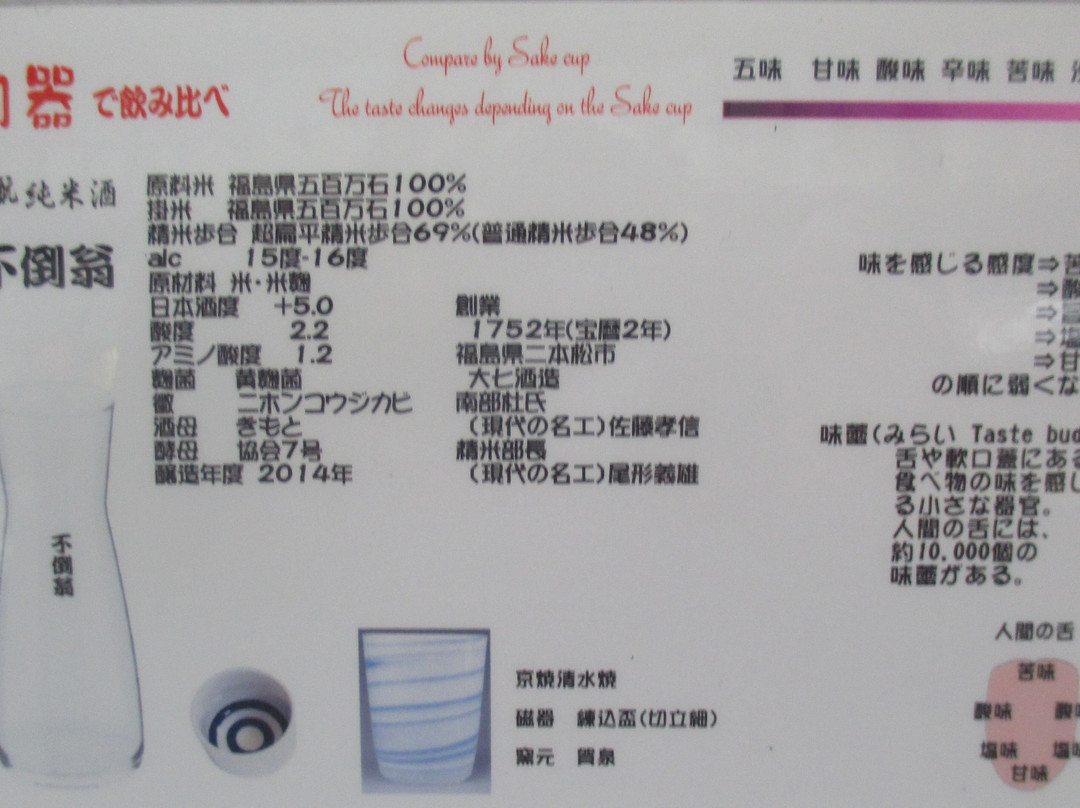 器で飲み比べ
Compare by Sake cup
The taste changes depending on the Sake cup
五味 甘味 酸味 辛味 苦味
純米酒
不倒翁
原料米 福島県五百万石100%
掛米 福島県五百万石100%
精米歩合 超扁平精米歩合69%(普通精米歩合48%)
alc 15度-16度
原材料 米・米麹
日本酒度 +5.0
酸度 2.2
アミノ酸度 1.2
麹菌 黄麹菌
黴 ニホンコウジカビ
酒母 きもと
酵母 協会7号
醸造年度 2014年
創業
1752年(宝暦2年)
福島県二本松市
大七酒造
南部杜氏
(現代の名工)佐藤孝信
精米部長
(現代の名工)尾形義雄
味を感じる感度⇒苦
⇒酸
⇒
⇒塩
⇒甘
の順に弱くな
味蕾(みらい Taste bud
舌や軟口蓋にある
食べ物の味を感じ
る小さな器官。
人間の舌には、
約10,000個の
味蕾がある。
不倒翁
京焼清水焼
磁器 練込盃(切立細)
窯元 賀泉
人間の舌
苦味
酸味 酸味
塩味 塩味
甘味